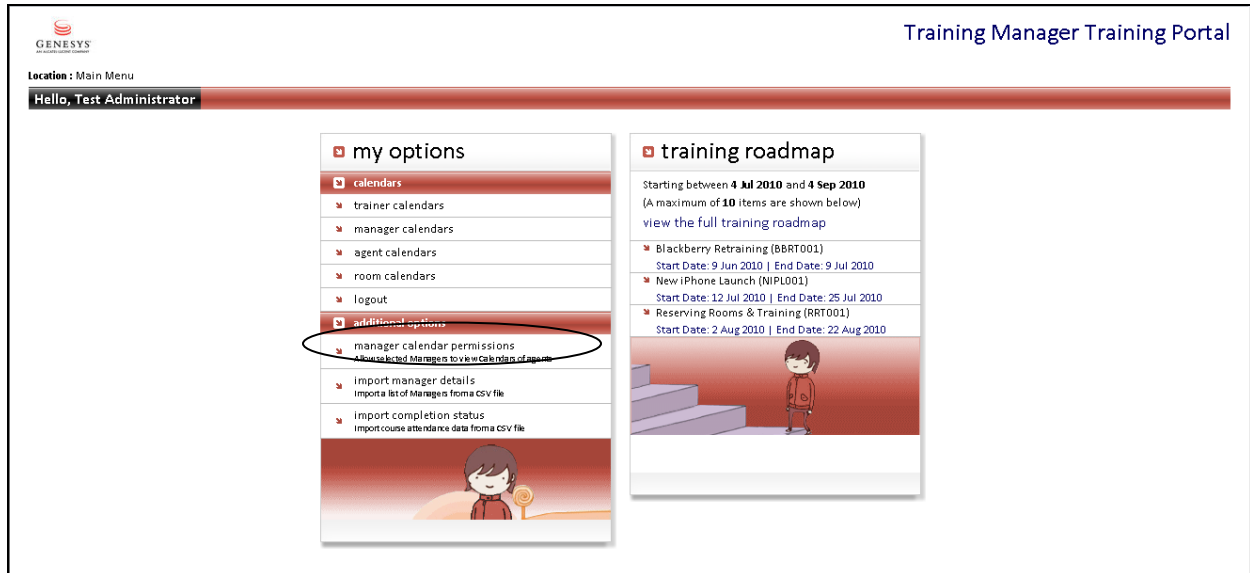 GENESYS
AN ALCATEL-LUCENT COMPANY
Training Manager Training Portal
Location : Main Menu
Hello, Test Administrator
my options
calendars
trainer calendars
manager calendars
agent calendars
room calendars
logout
additional options
manager calendar permissions
Allow selected Managers to view Calendars of agents
import manager details
Import a list of Managers from a CSV file
import completion status
Import course attendance data from a CSV file
training roadmap
Starting between 4 Jul 2010 and 4 Sep 2010
(A maximum of 10 items are shown below)
view the full training roadmap
Blackberry Retraining (BBRT001)
Start Date: 9 Jun 2010 | End Date: 9 Jul 2010
New iPhone Launch (NIPL001)
Start Date: 12 Jul 2010 | End Date: 25 Jul 2010
Reserving Rooms & Training (RRT001)
Start Date: 2 Aug 2010 | End Date: 22 Aug 2010